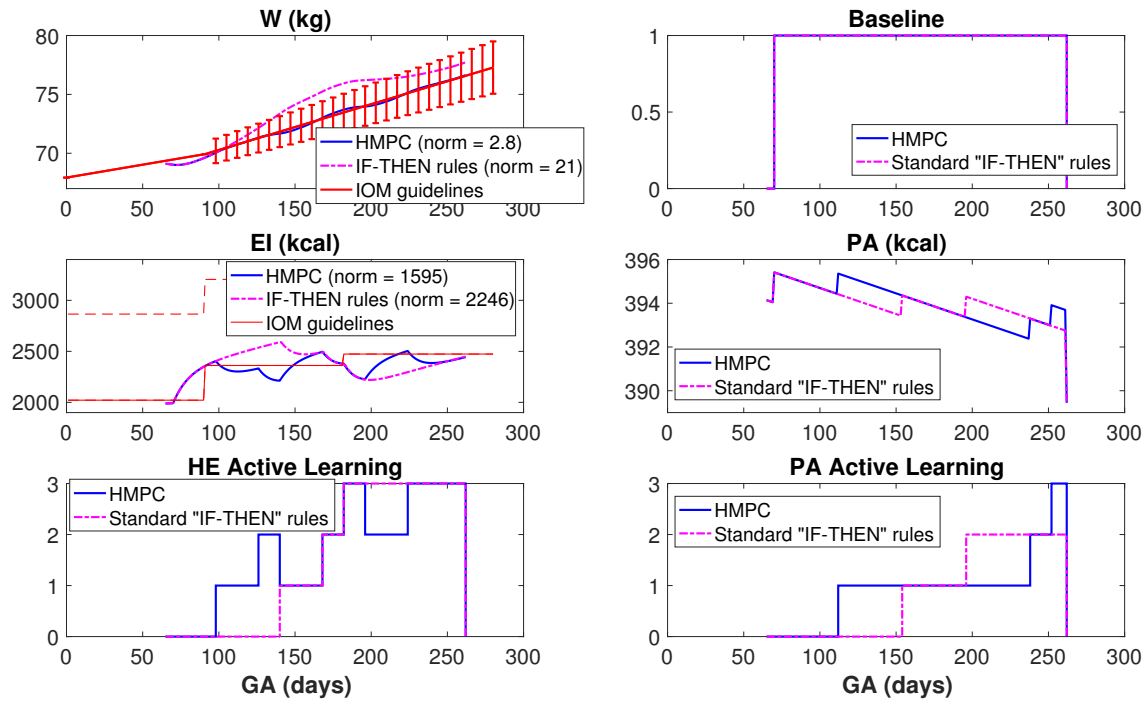 W (kg)
80
75
70
0
50
100
150
200
250
300
HMPC (norm = 2.8)
IF-THEN rules (norm = 21)
IOM guidelines
Baseline
1
0.5
0
0
50
100
150
200
250
300
HMPC
Standard "IF-THEN" rules
EI (kcal)
3000
2500
2000
0
50
100
150
200
250
300
HMPC (norm = 1595)
IF-THEN rules (norm = 2246)
IOM guidelines
PA (kcal)
396
394
392
390
0
50
100
150
200
250
300
HMPC
Standard "IF-THEN" rules
HE Active Learning
3
2
1
0
0
50
100
150
200
250
300
HMPC
Standard "IF-THEN" rules
GA (days)
PA Active Learning
3
2
1
0
0
50
100
150
200
250
300
HMPC
Standard "IF-THEN" rules
GA (days)